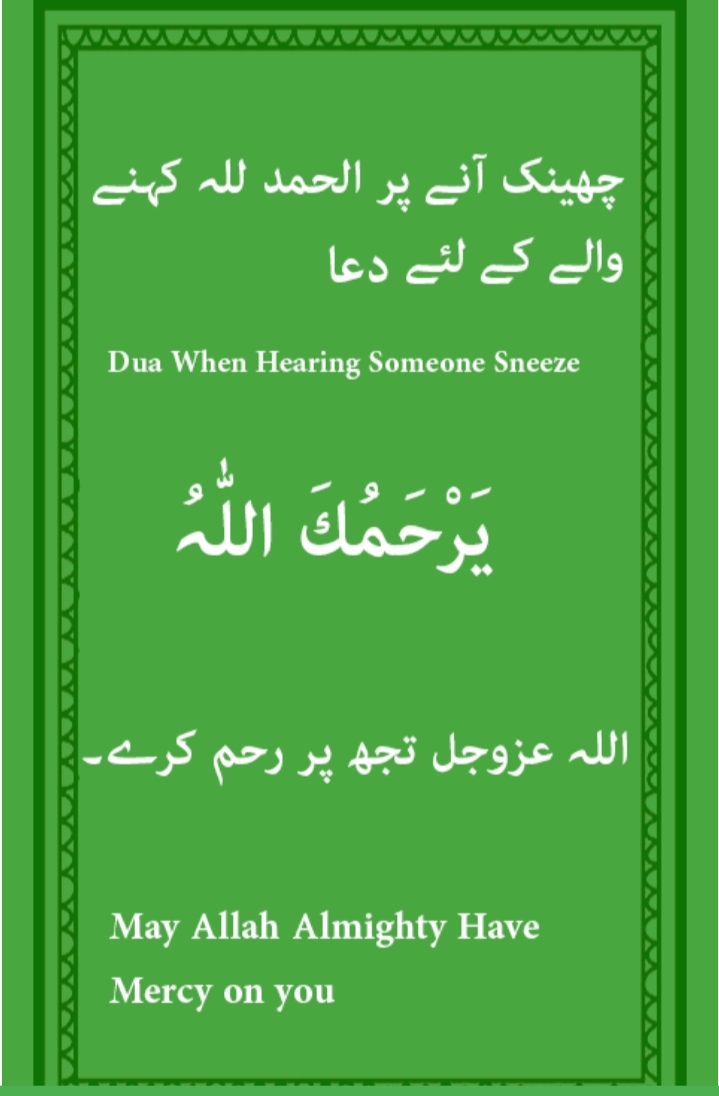 چھینک آنے پر الحمد للہ کہنے
والے کے لئے دعا
Dua When Hearing Someone Sneeze
یَرْحَمُكَ اللّٰہُ
اللہ عزوجل تجھ پر رحم کرے۔
May Allah Almighty Have
Mercy on you